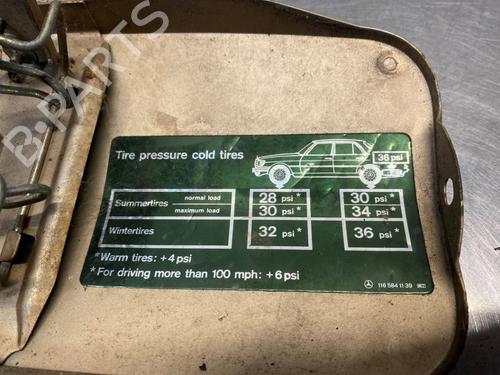 B-PARTS
Tire pressure cold tires
36 psi
Summertires normal load 28 psi* 30 psi*
maximum load 30 psi* 34 psi*
Wintertires 32 psi* 36 psi*
*Warm tires: +4 psi
*For driving more than 100 mph: +6 psi
116 584 11 39